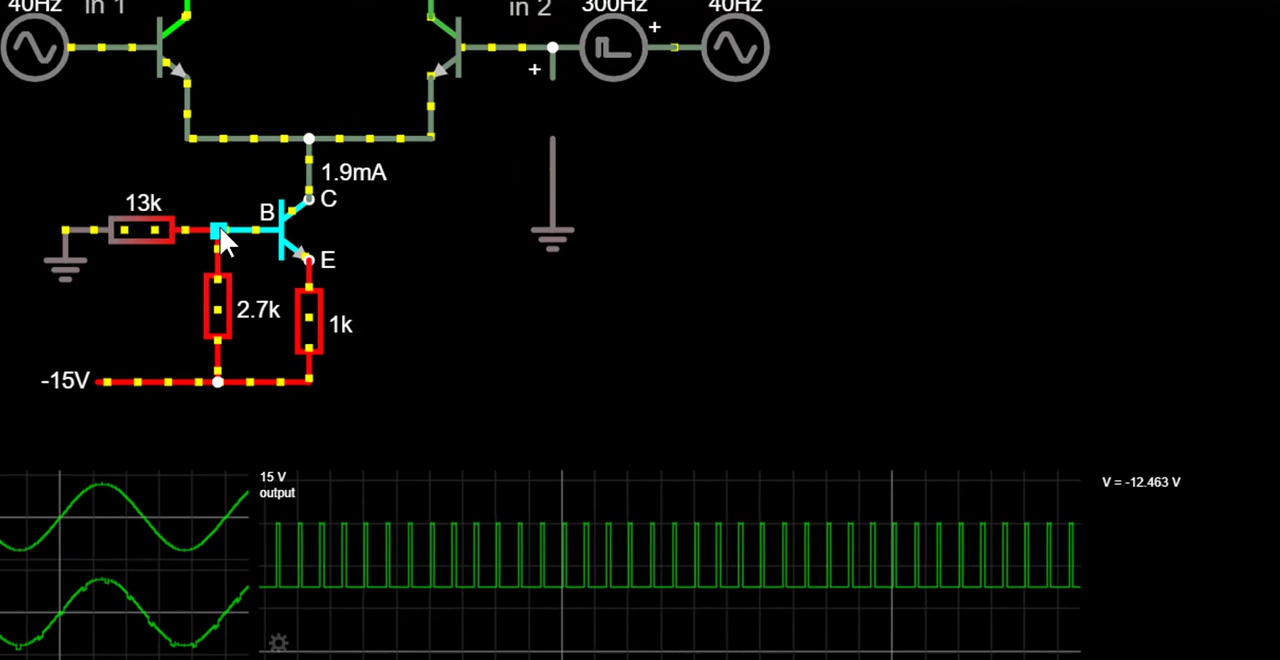 40Hz
in 1
in 2
300Hz
40Hz
+
+
1.9mA
C
13k
B
E
2.7k
1k
-15V
15 V
output
V = -12.463 V